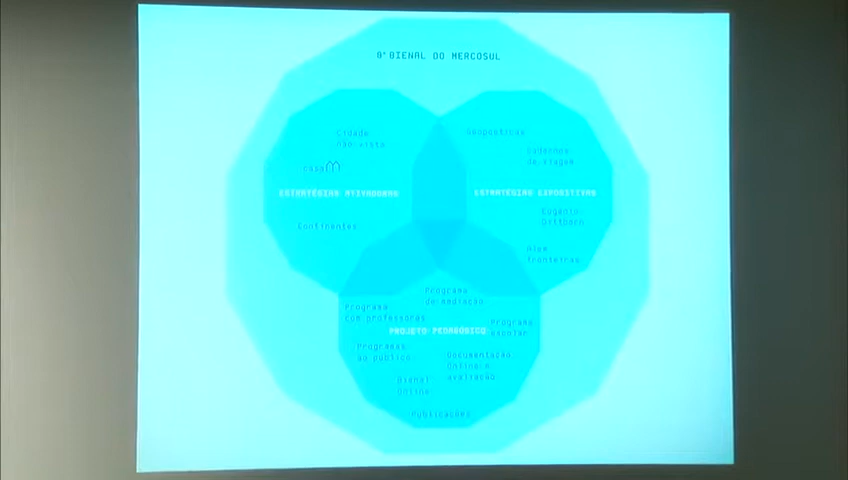 8ª BIENAL DO MERCOSUL
Cidade
não vista
casa M
ESTRATÉGIAS ATIVADORAS
Continentes
Geopoéticas
Cadernos
de viagem
ESTRATÉGIAS EXPOSITIVAS
Eugenio
Dittborn
Além
fronteiras
Programa
de mediação
Programa
com professores
Programa
escolar
PROJETO PEDAGÓGICO
Programas
ao público
Documentação
Online e
avaliação
Bienal
Online
Publicações